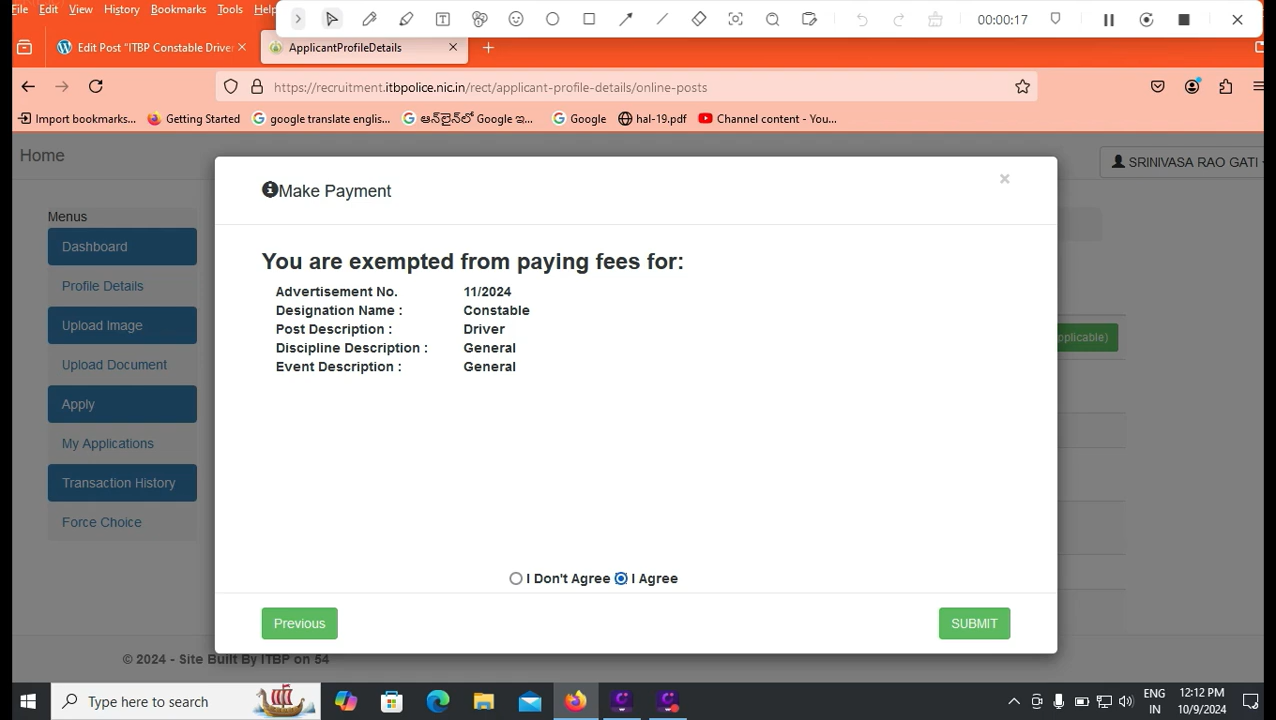 File Edit View History Bookmarks Tools
00:00:17
Edit Post "ITBP Constable Driver
ApplicantProfileDetails
https://recruitment.itbpolice.nic.in/rect/applicant-profile-details/online-posts
Import bookmarks...
Getting Started
google translate englis...
ఆన్‌లైన్‌లో Google ఇ...
Google
hal-19.pdf
Channel content - You...
Home
SRINIVASA RAO GATI
Make Payment
×
Menus
Dashboard
Profile Details
Upload Image
Upload Document
Apply
My Applications
Transaction History
Force Choice
You are exempted from paying fees for:
Advertisement No. 11/2024
Designation Name : Constable
Post Description : Driver
Discipline Description : General
Event Description : General
plicable)
I Don't Agree I Agree
Previous
SUBMIT
© 2024 - Site Built By ITBP on 54
Type here to search
ENG
IN
12:12 PM
10/9/2024